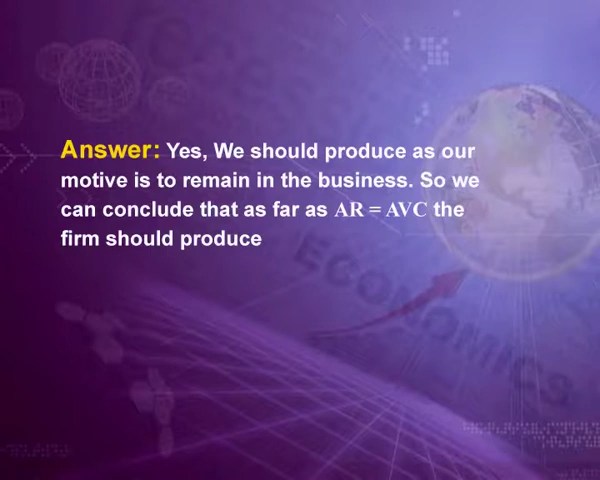 Answer: Yes, We should produce as our
motive is to remain in the business. So we
can conclude that as far as AR = AVC the
firm should produce
ECONOMICS